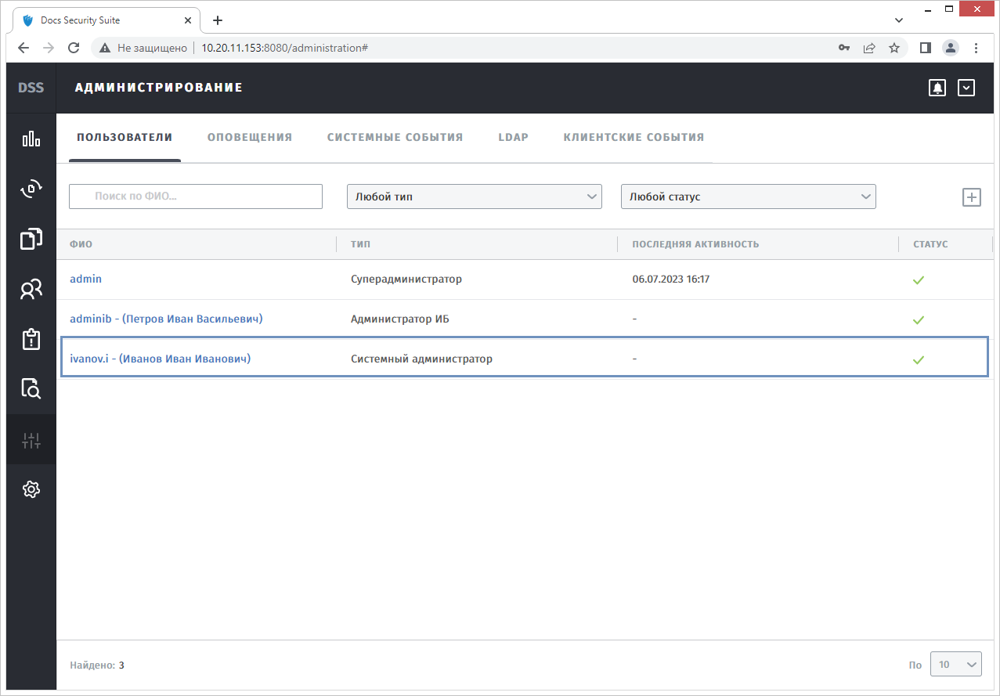 Docs Security Suite
Не защищено 10.20.11.153:8080/administration#
DSS АДМИНИСТРИРОВАНИЕ
ПОЛЬЗОВАТЕЛИ ОПОВЕЩЕНИЯ СИСТЕМНЫЕ СОБЫТИЯ LDAP КЛИЕНТСКИЕ СОБЫТИЯ
Поиск по ФИО... Любой тип Любой статус
ФИО ТИП ПОСЛЕДНЯЯ АКТИВНОСТЬ СТАТУС
admin Суперадминистратор 06.07.2023 16:17
adminib - (Петров Иван Васильевич) Администратор ИБ -
ivanov.i - (Иванов Иван Иванович) Системный администратор -
Найдено: 3 По 10